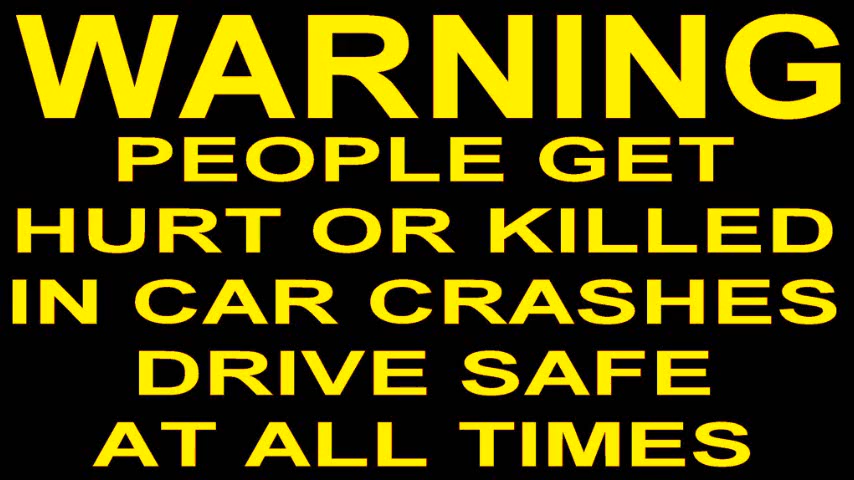 WARNING
PEOPLE GET
HURT OR KILLED
IN CAR CRASHES
DRIVE SAFE
AT ALL TIMES